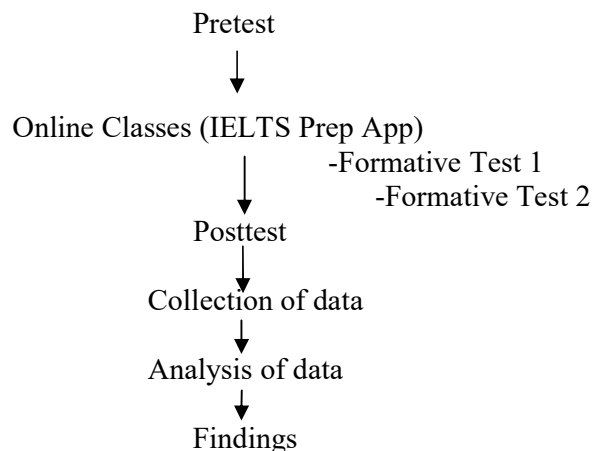 Pretest
Online Classes (IELTS Prep App)
-Formative Test 1
-Formative Test 2
Posttest
Collection of data
Analysis of data
Findings